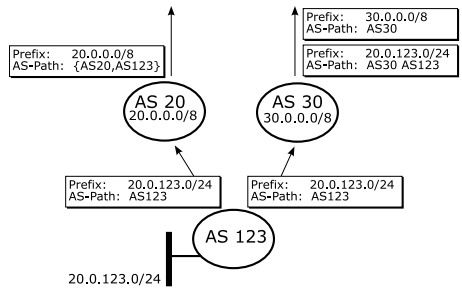 Prefix: 30.0.0.0/8
AS-Path: AS30
Prefix: 20.0.0.0/8
AS-Path: {AS20,AS123}
Prefix: 20.0.123.0/24
AS-Path: AS30 AS123
AS 20
20.0.0.0/8
AS 30
30.0.0.0/8
Prefix: 20.0.123.0/24
AS-Path: AS123
Prefix: 20.0.123.0/24
AS-Path: AS123
AS 123
20.0.123.0/24